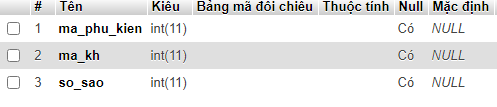 # Tên Kiểu Bảng mã đối chiếu Thuộc tính Null Mặc định
1 ma_phu_kien int(11) Có NULL
2 ma_kh int(11) Có NULL
3 so_sao int(11) Có NULL